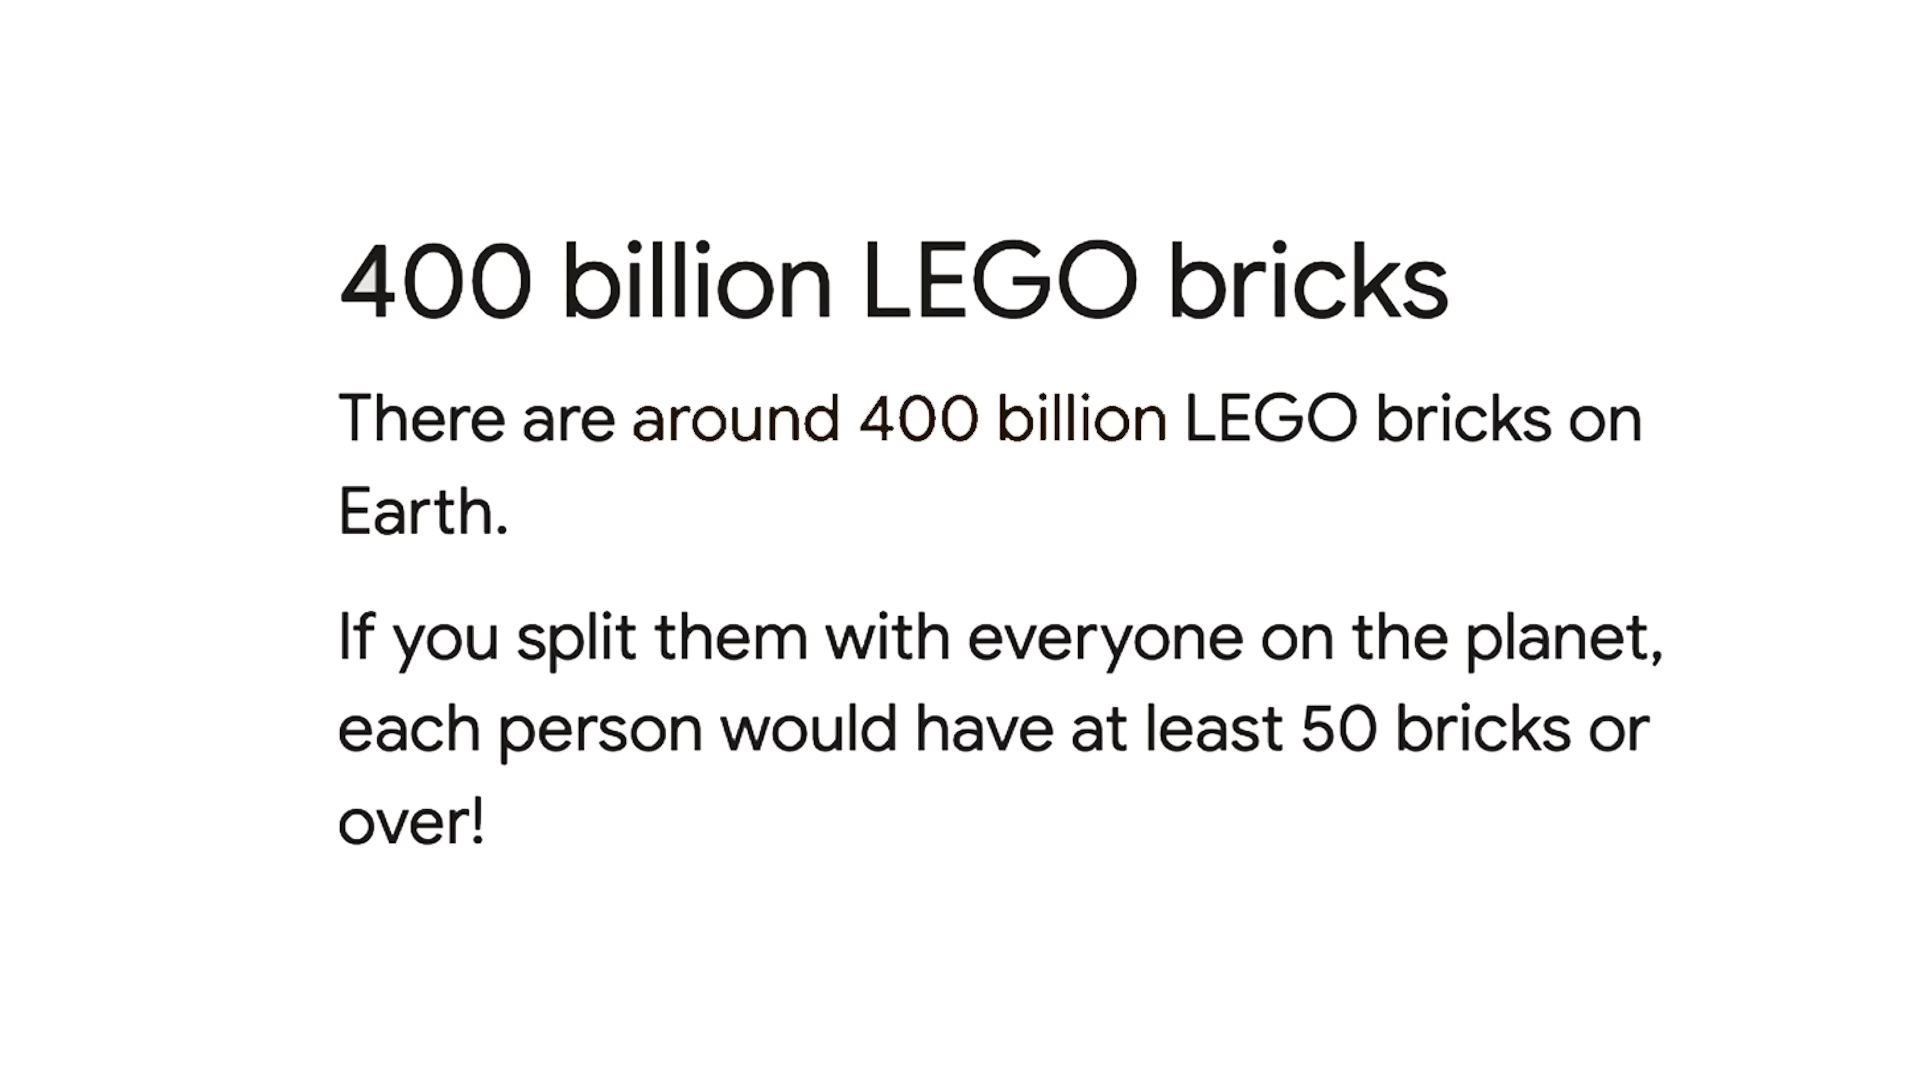 400 billion LEGO bricks
There are around 400 billion LEGO bricks on
Earth.
If you split them with everyone on the planet,
each person would have at least 50 bricks or
over!